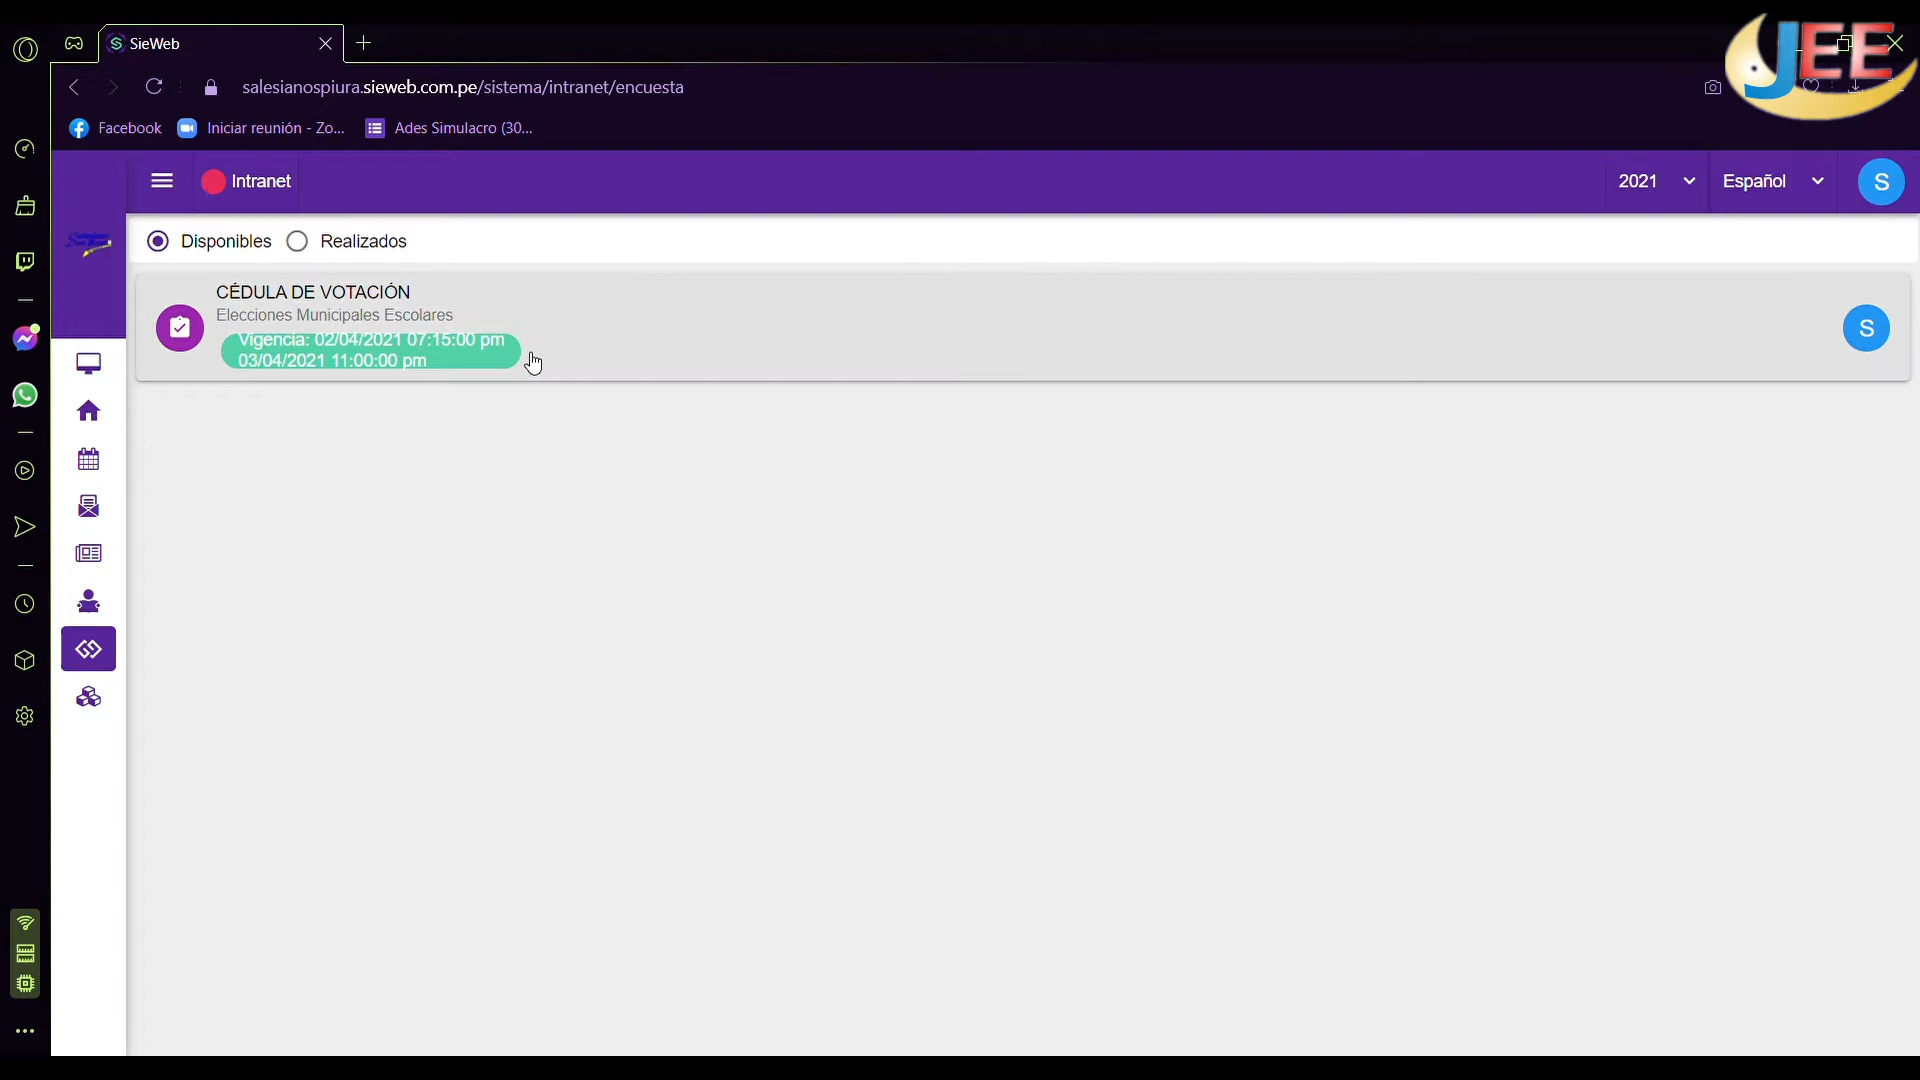 SieWeb
JEE
salesianospiura.sieweb.com.pe/sistema/intranet/encuesta
Facebook
Iniciar reunión - Zo...
Ades Simulacro (30...
Intranet
2021
Español
S
Disponibles
Realizados
CÉDULA DE VOTACIÓN
Elecciones Municipales Escolares
Vigencia: 02/04/2021 07:15:00 pm
03/04/2021 11:00:00 pm
S